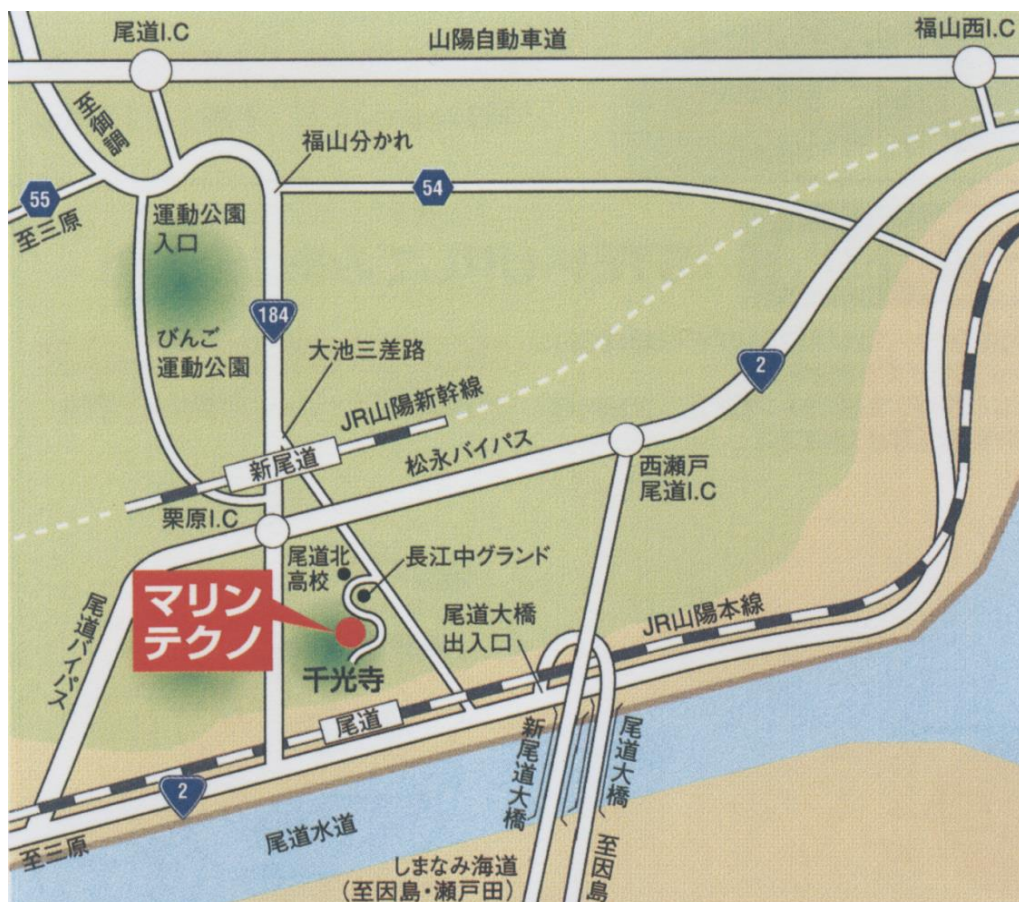 尾道I.C
山陽自動車道
福山西I.C
至御調
福山分かれ
55
54
至三原
運動公園
入口
184
びんご
運動公園
大池三差路
2
JR山陽新幹線
新尾道
松永バイパス
西瀬戸
尾道I.C
栗原I.C
尾道北
高校
長江中グランド
マリン
テクノ
尾道バイパス
尾道大橋
出入口
JR山陽本線
千光寺
尾道
新尾道大橋
尾道大橋
2
尾道水道
至三原
しまなみ海道
(至因島・瀬戸田)
至因島